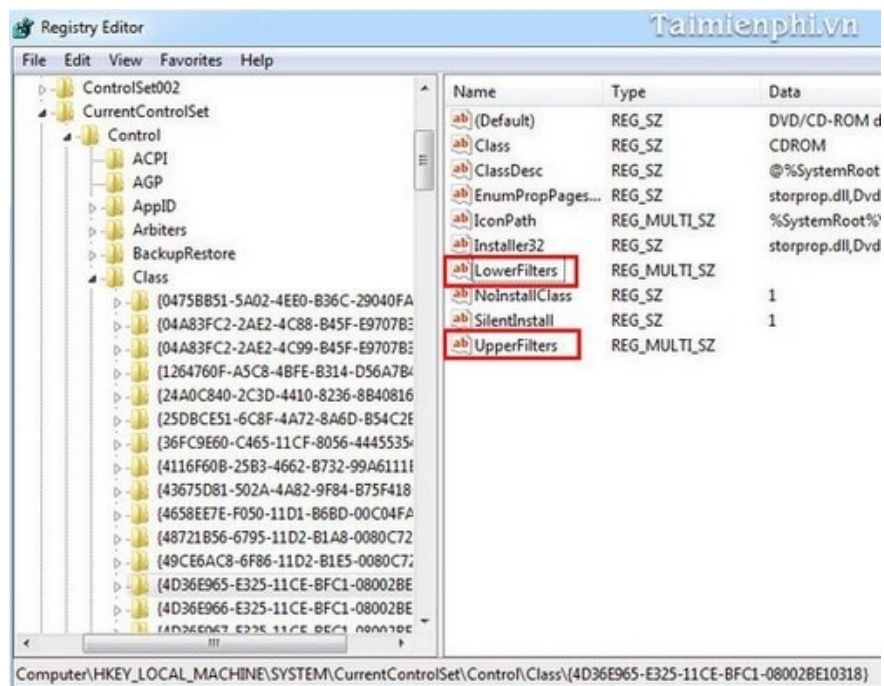 Registry Editor
Taimienphi.vn
File Edit View Favorites Help
ControlSet002
CurrentControlSet
Control
ACPI
AGP
AppID
Arbiters
BackupRestore
Class
{0475BB51-5A02-4EE0-B36C-29040FA
{04A83FC2-2AE2-4C88-B45F-E9707B3
{04A83FC2-2AE2-4C99-B45F-E9707B3
{1264760F-A5C8-4BFE-B314-D56A7B4
{24A0C840-2C3D-4410-8236-8B40816
{25DBCE51-6C8F-4A72-8A6D-B54C2B
{36FC9E60-C465-11CF-8056-4445535
{4116F60B-25B3-4662-B732-99A6111
{43675D81-502A-4A82-9F84-B75F418
{4658EE7E-F050-11D1-B6BD-00C04FA
{48721B56-6795-11D2-B1A8-0080C72
{49CE6AC8-6F86-11D2-B1E5-0080C72
{4D36E965-E325-11CE-BFC1-08002BE
{4D36E966-E325-11CE-BFC1-08002BE
{4D36E967-E325-11CE-BFC1-08002BE
Name Type Data
(Default) REG_SZ DVD/CD-ROM d
Class REG_SZ CDROM
ClassDesc REG_SZ @%SystemRoot
EnumPropPages... REG_SZ storprop.dll,Dvd
IconPath REG_MULTI_SZ %SystemRoot%\
Installer32 REG_SZ storprop.dll,Dvd
LowerFilters REG_MULTI_SZ
NoInstallClass REG_SZ 1
SilentInstall REG_SZ 1
UpperFilters REG_MULTI_SZ
Computer\HKEY_LOCAL_MACHINE\SYSTEM\CurrentControlSet\Control\Class\{4D36E965-E325-11CE-BFC1-08002BE10318}